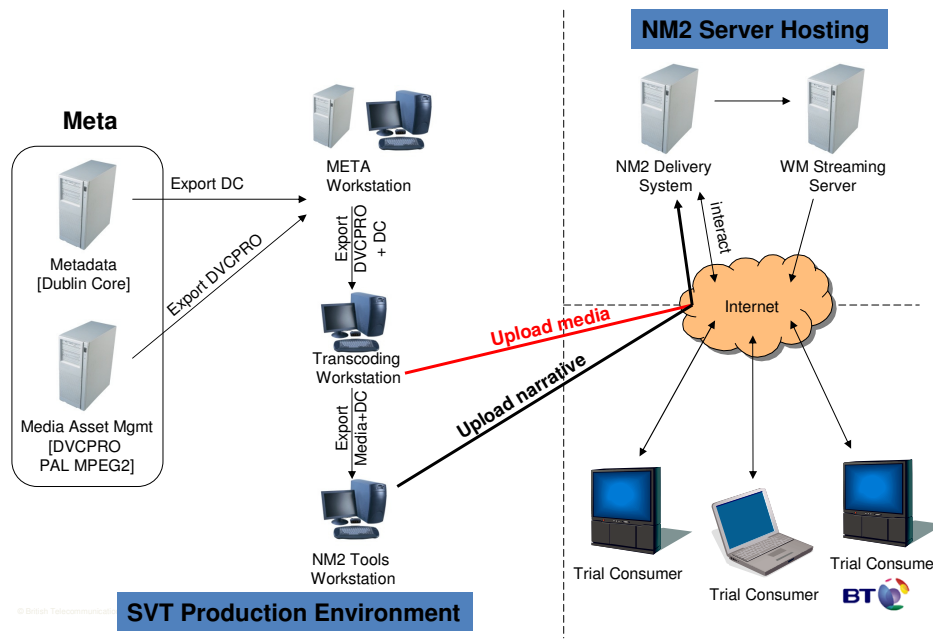 NM2 Server Hosting
Meta
META
Workstation
NM2 Delivery
System
WM Streaming
Server
Export DC
interact
Export
DVCPRO
+ DC
Metadata
[Dublin Core]
Export DVCPRO
Internet
Upload media
Transcoding
Workstation
Upload narrative
Media Asset Mgmt
[DVCPRO
PAL MPEG2]
Export
Media+DC
NM2 Tools
Workstation
Trial Consumer
Trial Consumer
Trial Consume
BT
© British Telecommunicatio
SVT Production Environment